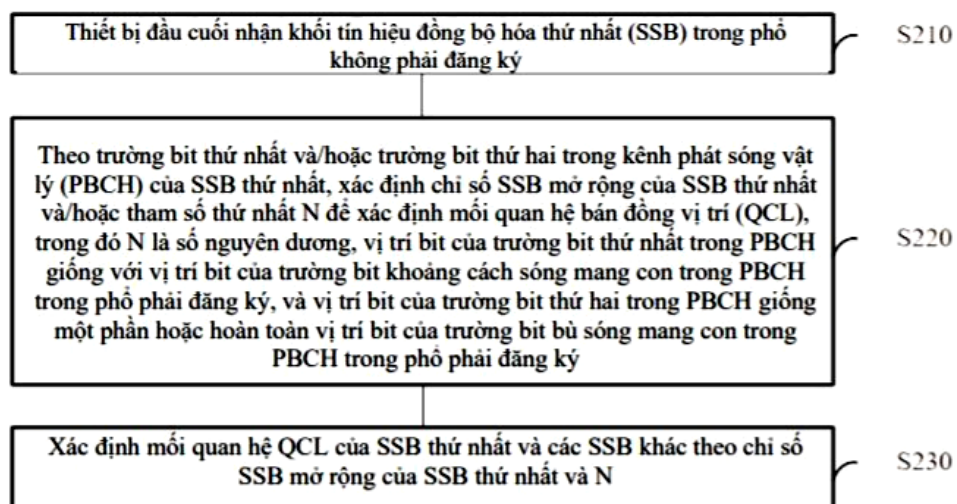 Thiết bị đầu cuối nhận khối tín hiệu đồng bộ hóa thứ nhất (SSB) trong phổ
không phải đăng ký
S210
Theo trường bit thứ nhất và/hoặc trường bit thứ hai trong kênh phát sóng vật
lý (PBCH) của SSB thứ nhất, xác định chỉ số SSB mở rộng của SSB thứ nhất
và/hoặc tham số thứ nhất N để xác định mối quan hệ bán đồng vị trí (QCL),
trong đó N là số nguyên dương, vị trí bit của trường bit thứ nhất trong PBCH
giống với vị trí bit của trường bit khoảng cách sóng mang con trong PBCH
trong phổ phải đăng ký, và vị trí bit của trường bit thứ hai trong PBCH giống
một phần hoặc hoàn toàn vị trí bit của trường bit bù sóng mang con trong
PBCH trong phổ phải đăng ký
S220
Xác định mối quan hệ QCL của SSB thứ nhất và các SSB khác theo chỉ số
SSB mở rộng của SSB thứ nhất và N
S230